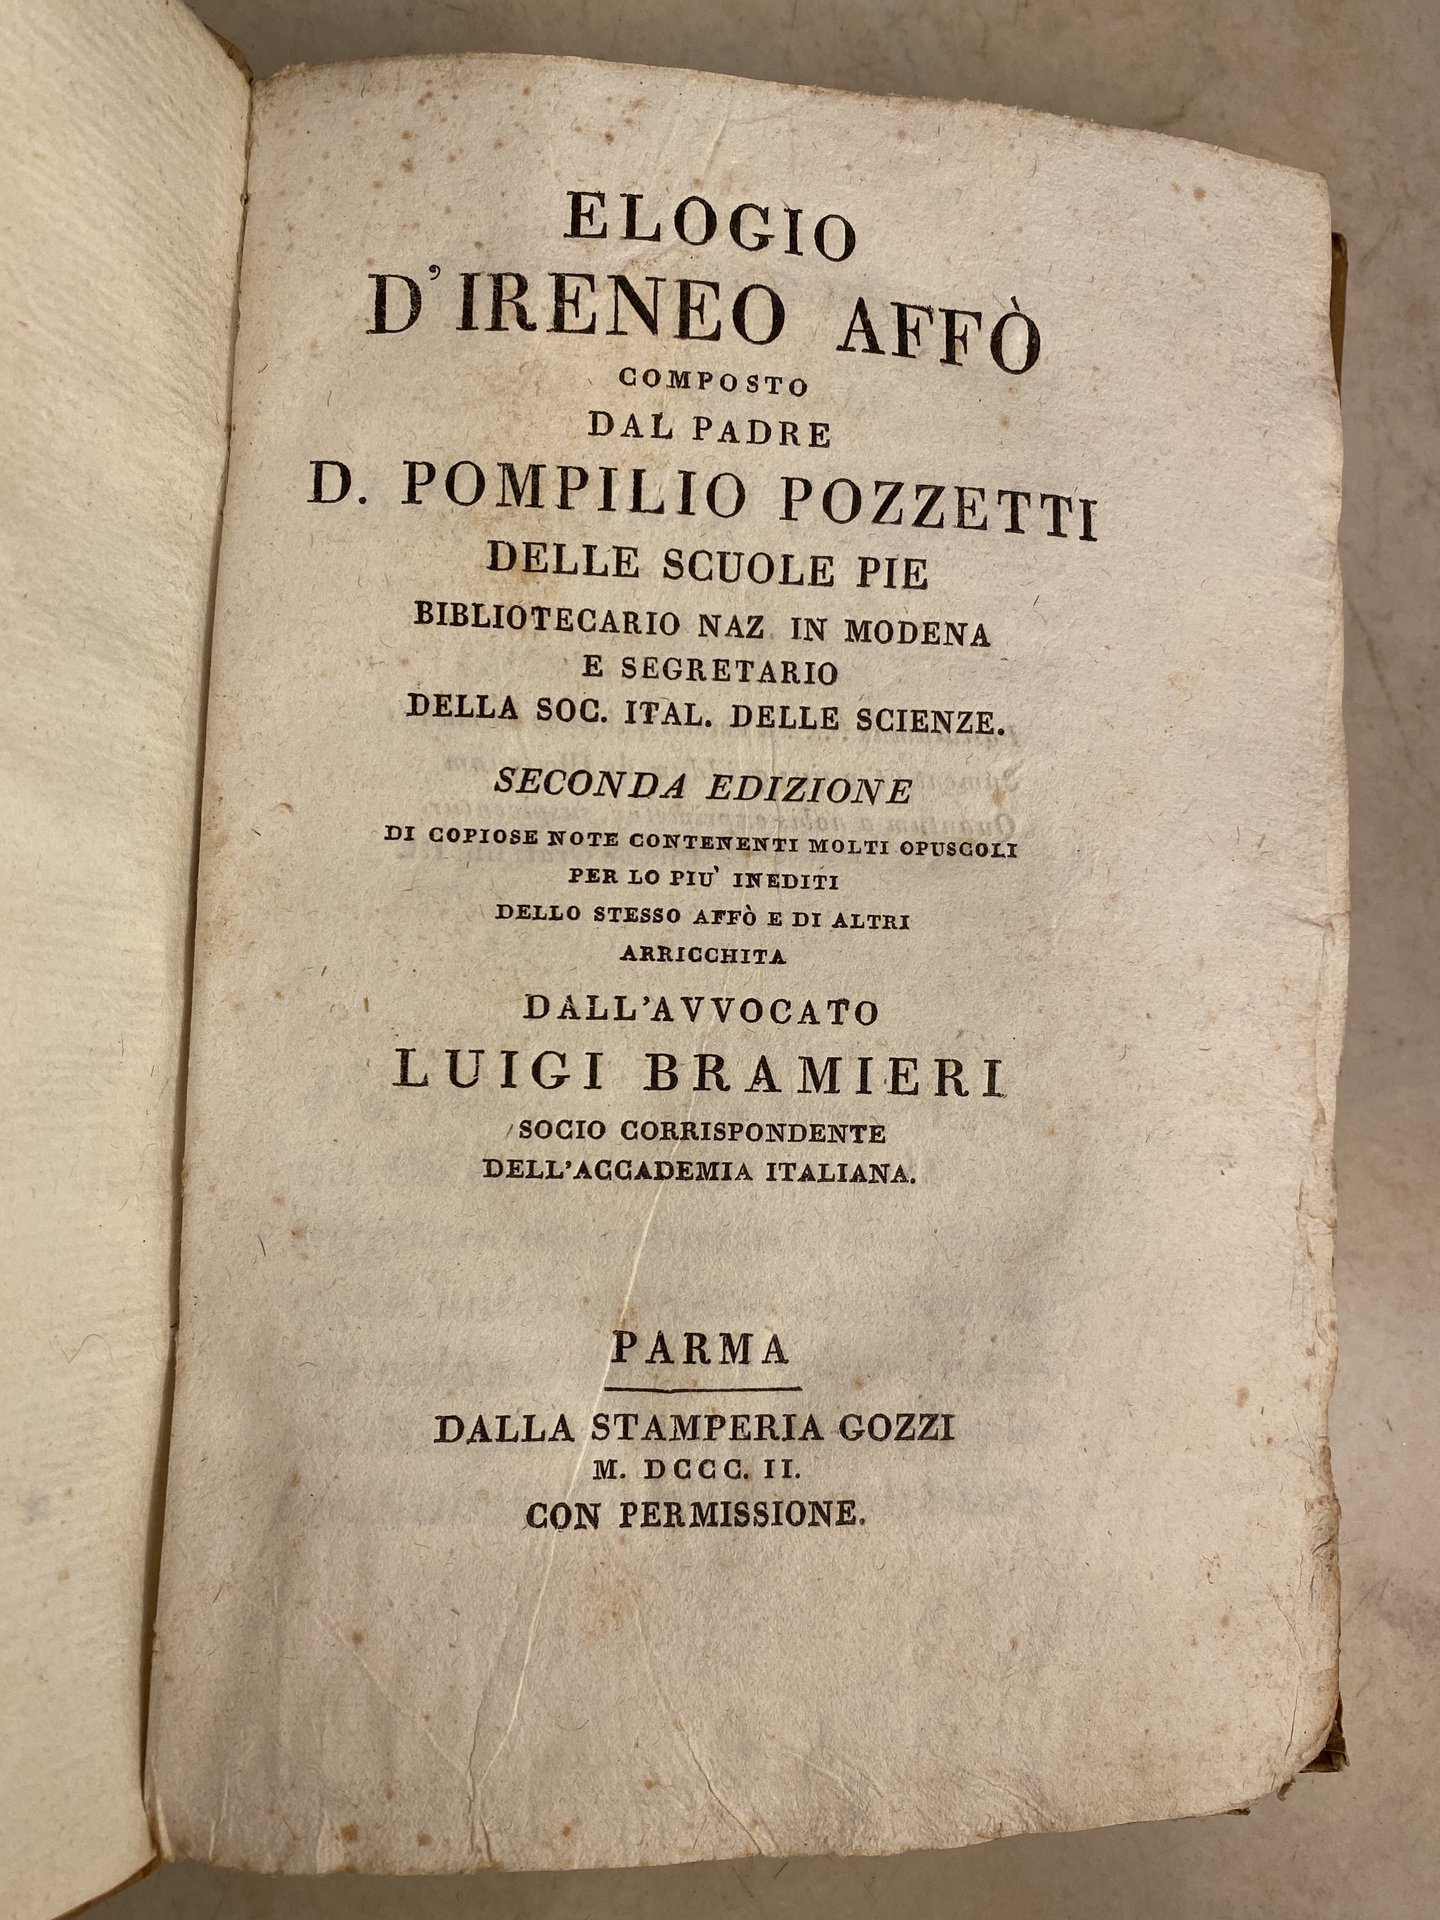 ELOGIO
D'IRENEO AFFÒ
COMPOSTO
DAL PADRE
D. POMPILIO POZZETTI
DELLE SCUOLE PIE
BIBLIOTECARIO NAZ. IN MODENA
E SEGRETARIO
DELLA SOC. ITAL. DELLE SCIENZE.
SECONDA EDIZIONE
DI COPIOSE NOTE CONTENENTI MOLTI OPUSCOLI
PER LO PIU' INEDITI
DELLO STESSO AFFÒ E DI ALTRI
ARRICCHITA
DALL'AVVOCATO
LUIGI BRAMIERI
SOCIO CORRISPONDENTE
DELL'ACCADEMIA ITALIANA.
PARMA
DALLA STAMPERIA GOZZI
M. DCCC. II.
CON PERMISSIONE.